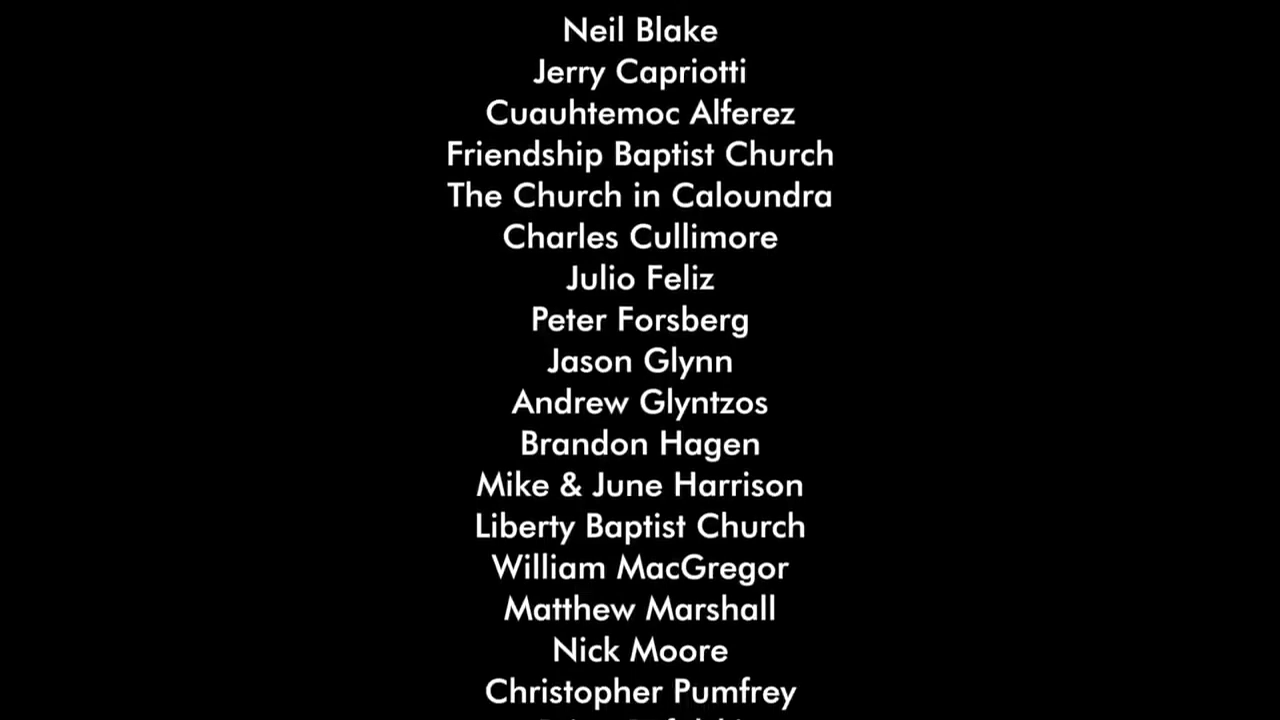 Neil Blake
Jerry Capriotti
Cuauhtemoc Alferez
Friendship Baptist Church
The Church in Caloundra
Charles Cullimore
Julio Feliz
Peter Forsberg
Jason Glynn
Andrew Glyntzos
Brandon Hagen
Mike & June Harrison
Liberty Baptist Church
William MacGregor
Matthew Marshall
Nick Moore
Christopher Pumfrey